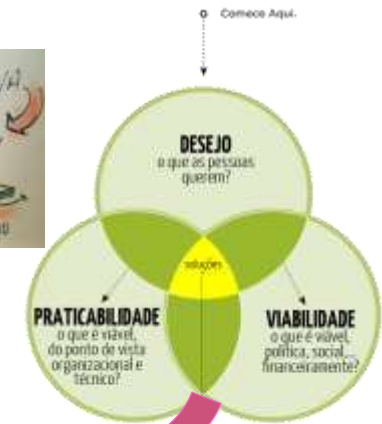 Comece Aqui.
DESEJO
o que as pessoas
querem?
soluções
PRATICABILIDADE
o que é viável,
do ponto de vista
organizacional e
técnico?
VIABILIDADE
o que é viável,
política, social,
financeiramente?